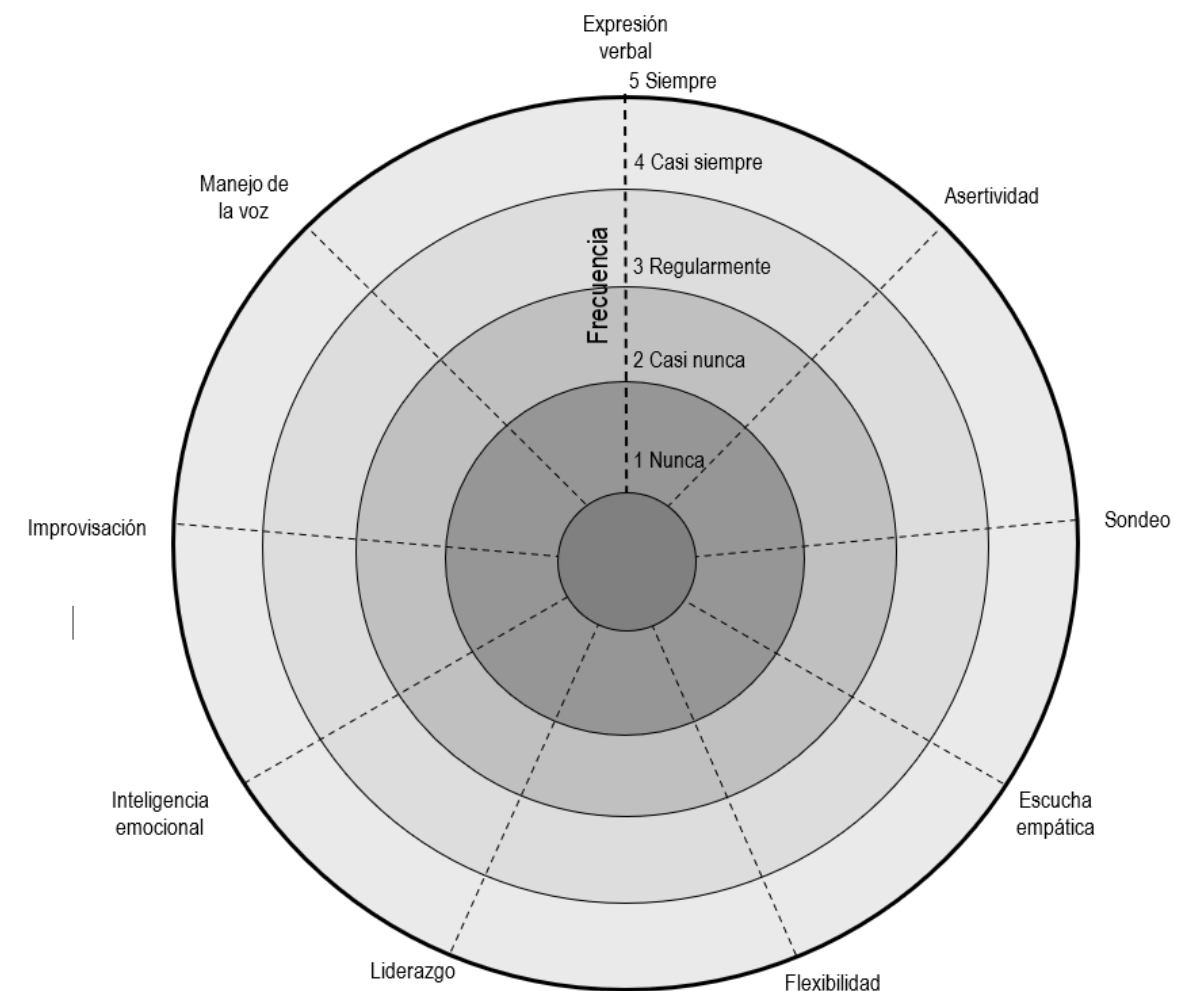 Expresión
verbal
5 Siempre
4 Casi siempre
Manejo de
la voz
Asertividad
Frecuencia
3 Regularmente
2 Casi nunca
1 Nunca
Improvisación
Sondeo
Inteligencia
emocional
Escucha
empática
Liderazgo
Flexibilidad